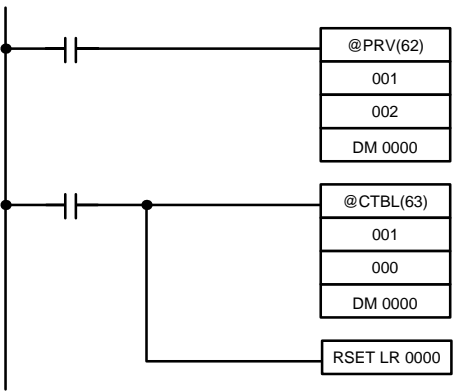 @PRV(62)
001
002
DM 0000
@CTBL(63)
001
000
DM 0000
RSET LR 0000